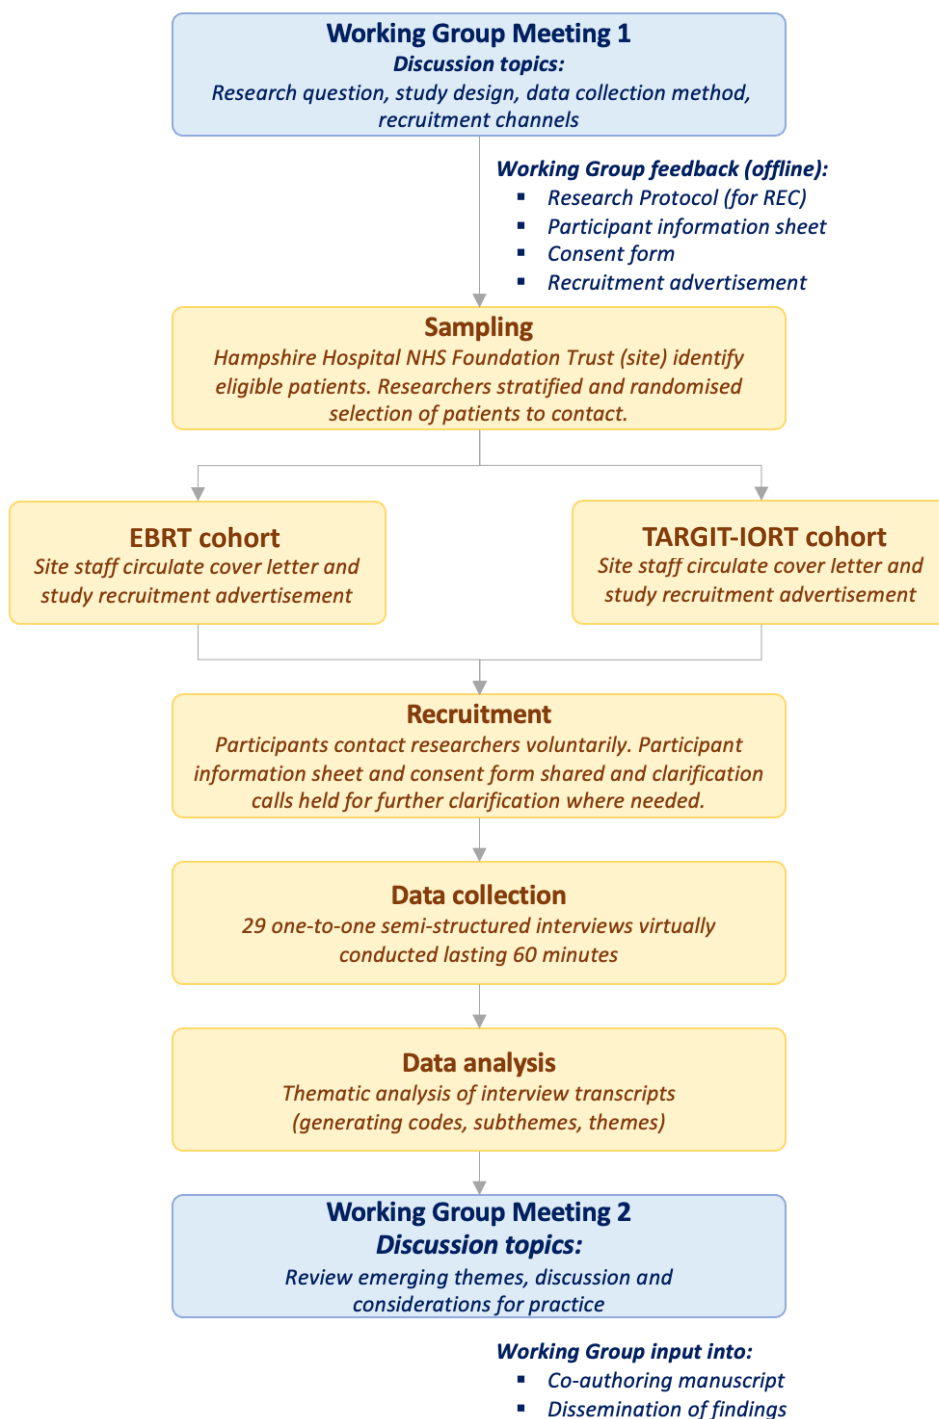 Working Group Meeting 1
Discussion topics:
Research question, study design, data collection method,
recruitment channels
Working Group feedback (offline):
▪ Research Protocol (for REC)
▪ Participant information sheet
▪ Consent form
▪ Recruitment advertisement
Sampling
Hampshire Hospital NHS Foundation Trust (site) identify
eligible patients. Researchers stratified and randomised
selection of patients to contact.
EBRT cohort
Site staff circulate cover letter and
study recruitment advertisement
TARGIT-IORT cohort
Site staff circulate cover letter and
study recruitment advertisement
Recruitment
Participants contact researchers voluntarily. Participant
information sheet and consent form shared and clarification
calls held for further clarification where needed.
Data collection
29 one-to-one semi-structured interviews virtually
conducted lasting 60 minutes
Data analysis
Thematic analysis of interview transcripts
(generating codes, subthemes, themes)
Working Group Meeting 2
Discussion topics:
Review emerging themes, discussion and
considerations for practice
Working Group input into:
▪ Co-authoring manuscript
▪ Dissemination of findings